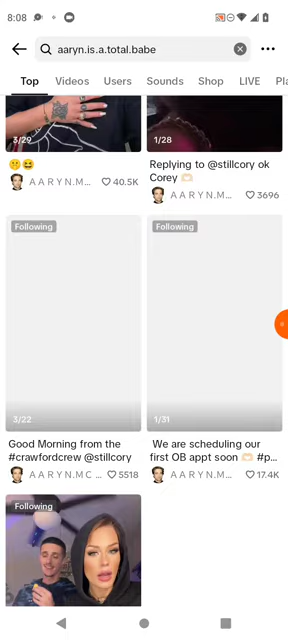 8:08
aaryn.is.a.total.babe
Top Videos Users Sounds Shop LIVE Pla
3/29
1/28
🤫😆
A A R Y N.M... 40.5K
Replying to @stillcory ok
Corey 🫶🏻
A A R Y N.M... 3696
Following
3/22
Following
1/31
Good Morning from the
#crawfordcrew @stillcory
A A R Y N.M C ... 5518
We are scheduling our
first OB appt soon 🫶🏻 #p...
A A R Y N.M... 17.4K
Following